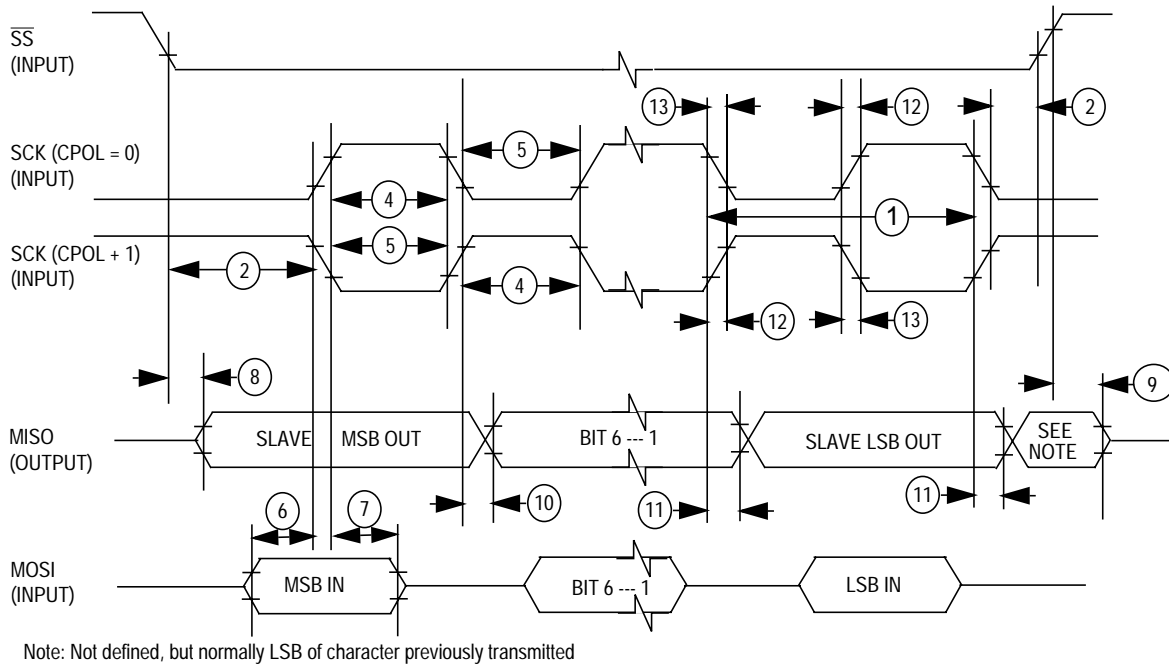 SS
(INPUT)
13
12
2
SCK (CPOL = 0)
(INPUT)
5
4
1
SCK (CPOL + 1)
(INPUT)
5
2
4
12
13
8
9
MISO
(OUTPUT)
SLAVE MSB OUT
BIT 6 --- 1
SLAVE LSB OUT
SEE
NOTE
6
7
10
11
11
MOSI
(INPUT)
MSB IN
BIT 6 --- 1
LSB IN
Note: Not defined, but normally LSB of character previously transmitted